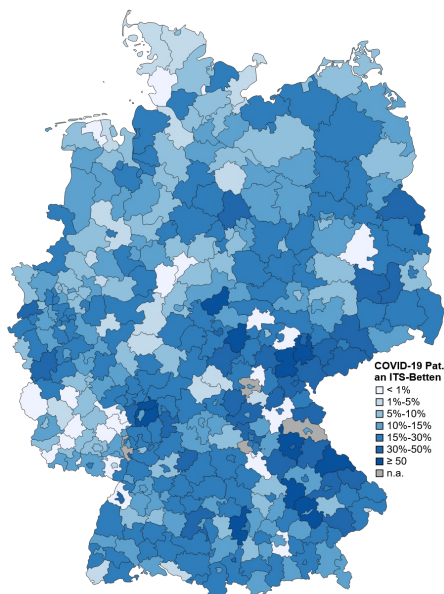 COVID-19 Pat.
an ITS-Betten
< 1%
1%-5%
5%-10%
10%-15%
15%-30%
30%-50%
≥ 50
n.a.